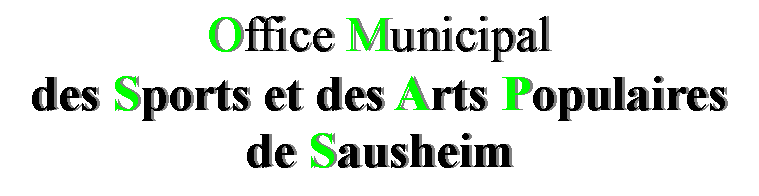 Office Municipal
des Sports et des Arts Populaires
de Sausheim